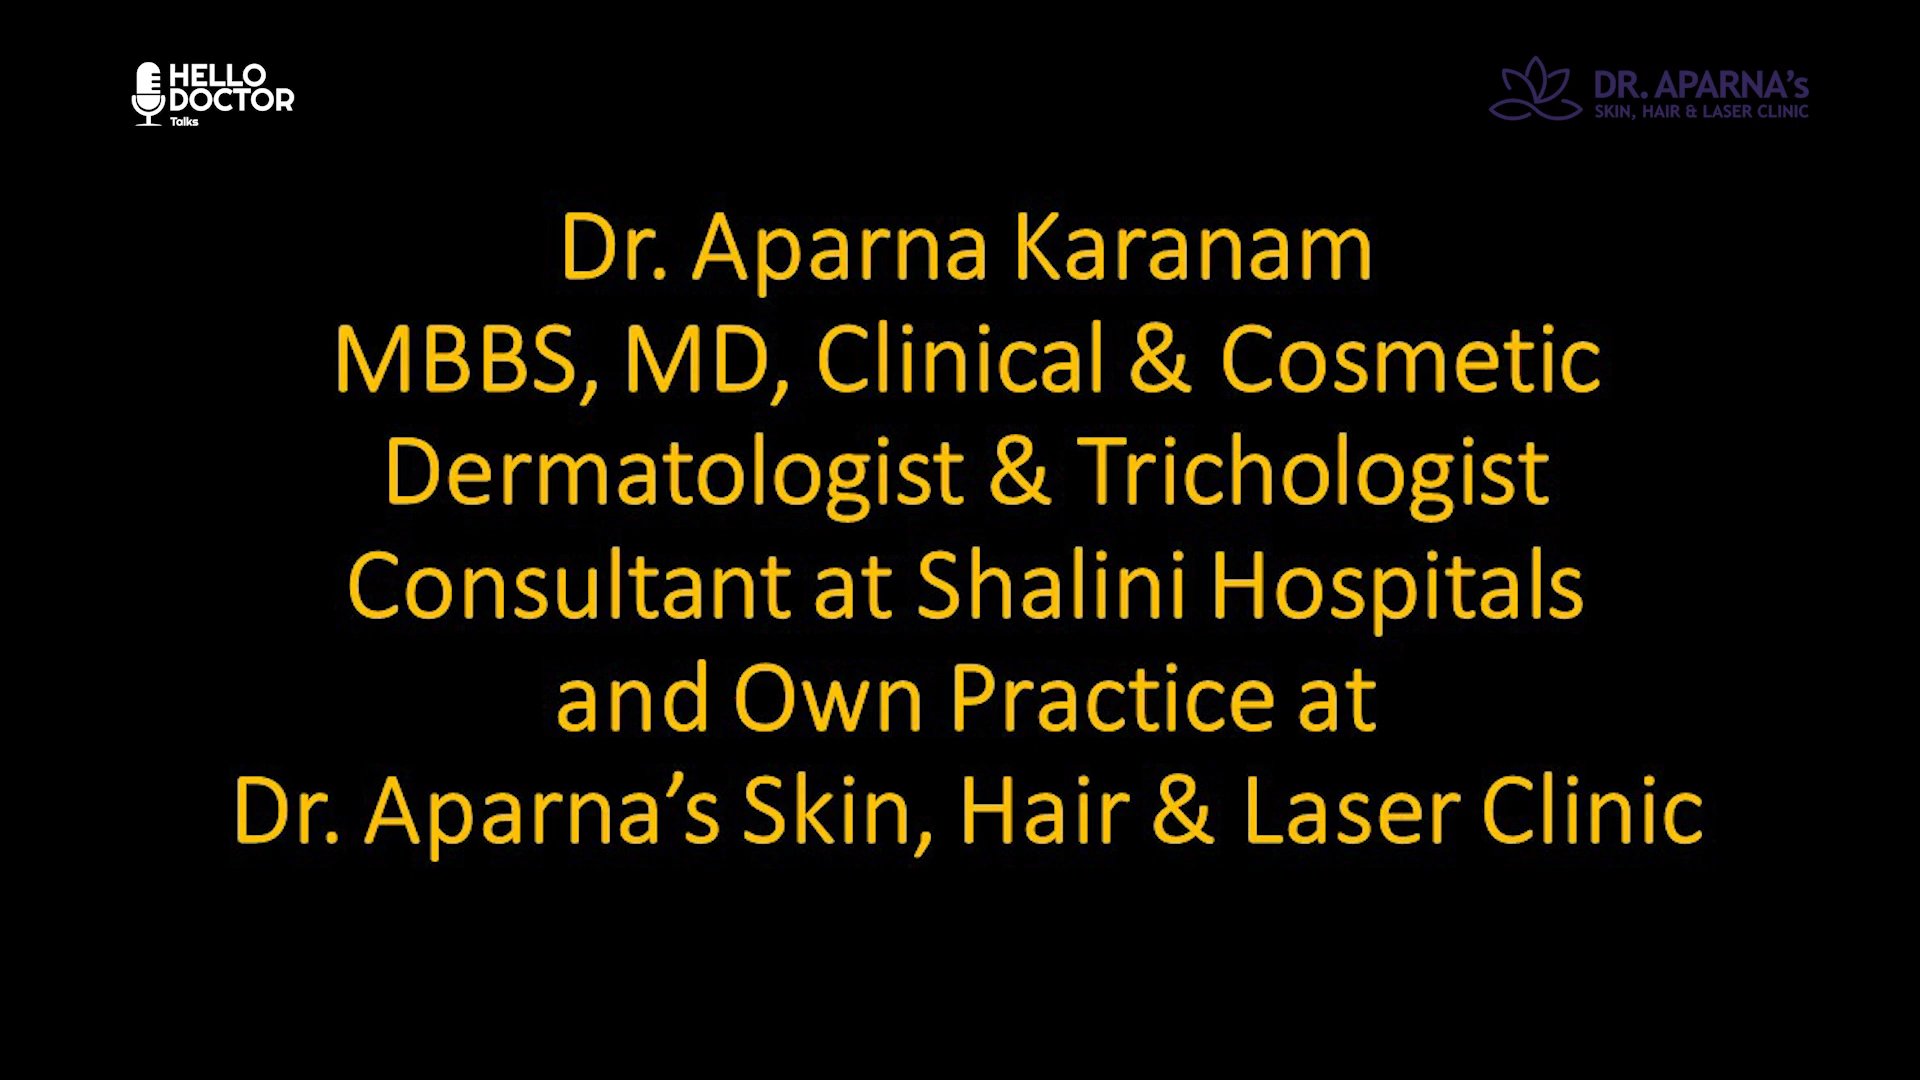 HELLO
DOCTOR
Talks
DR. APARNA's
SKIN, HAIR & LASER CLINIC
Dr. Aparna Karanam
MBBS, MD, Clinical & Cosmetic
Dermatologist & Trichologist
Consultant at Shalini Hospitals
and Own Practice at
Dr. Aparna’s Skin, Hair & Laser Clinic